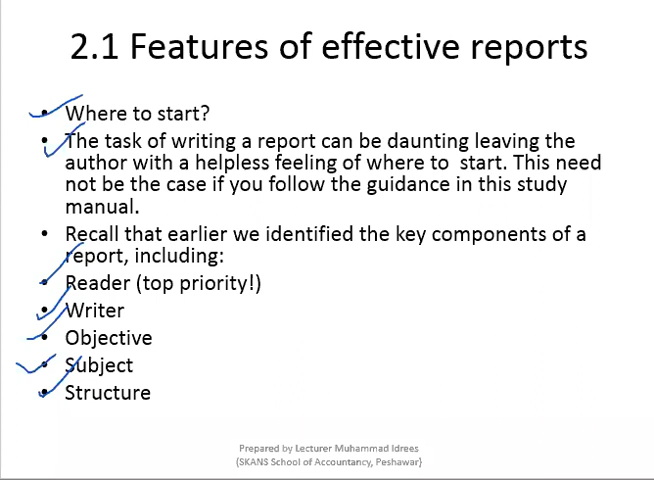 2.1 Features of effective reports
• Where to start?
• The task of writing a report can be daunting leaving the
author with a helpless feeling of where to  start. This need
not be the case if you follow the guidance in this study
manual.
• Recall that earlier we identified the key components of a
report, including:
• Reader (top priority!)
• Writer
• Objective
• Subject
• Structure
Prepared by Lecturer Muhammad Idrees
(SKANS School of Accountancy, Peshawar}